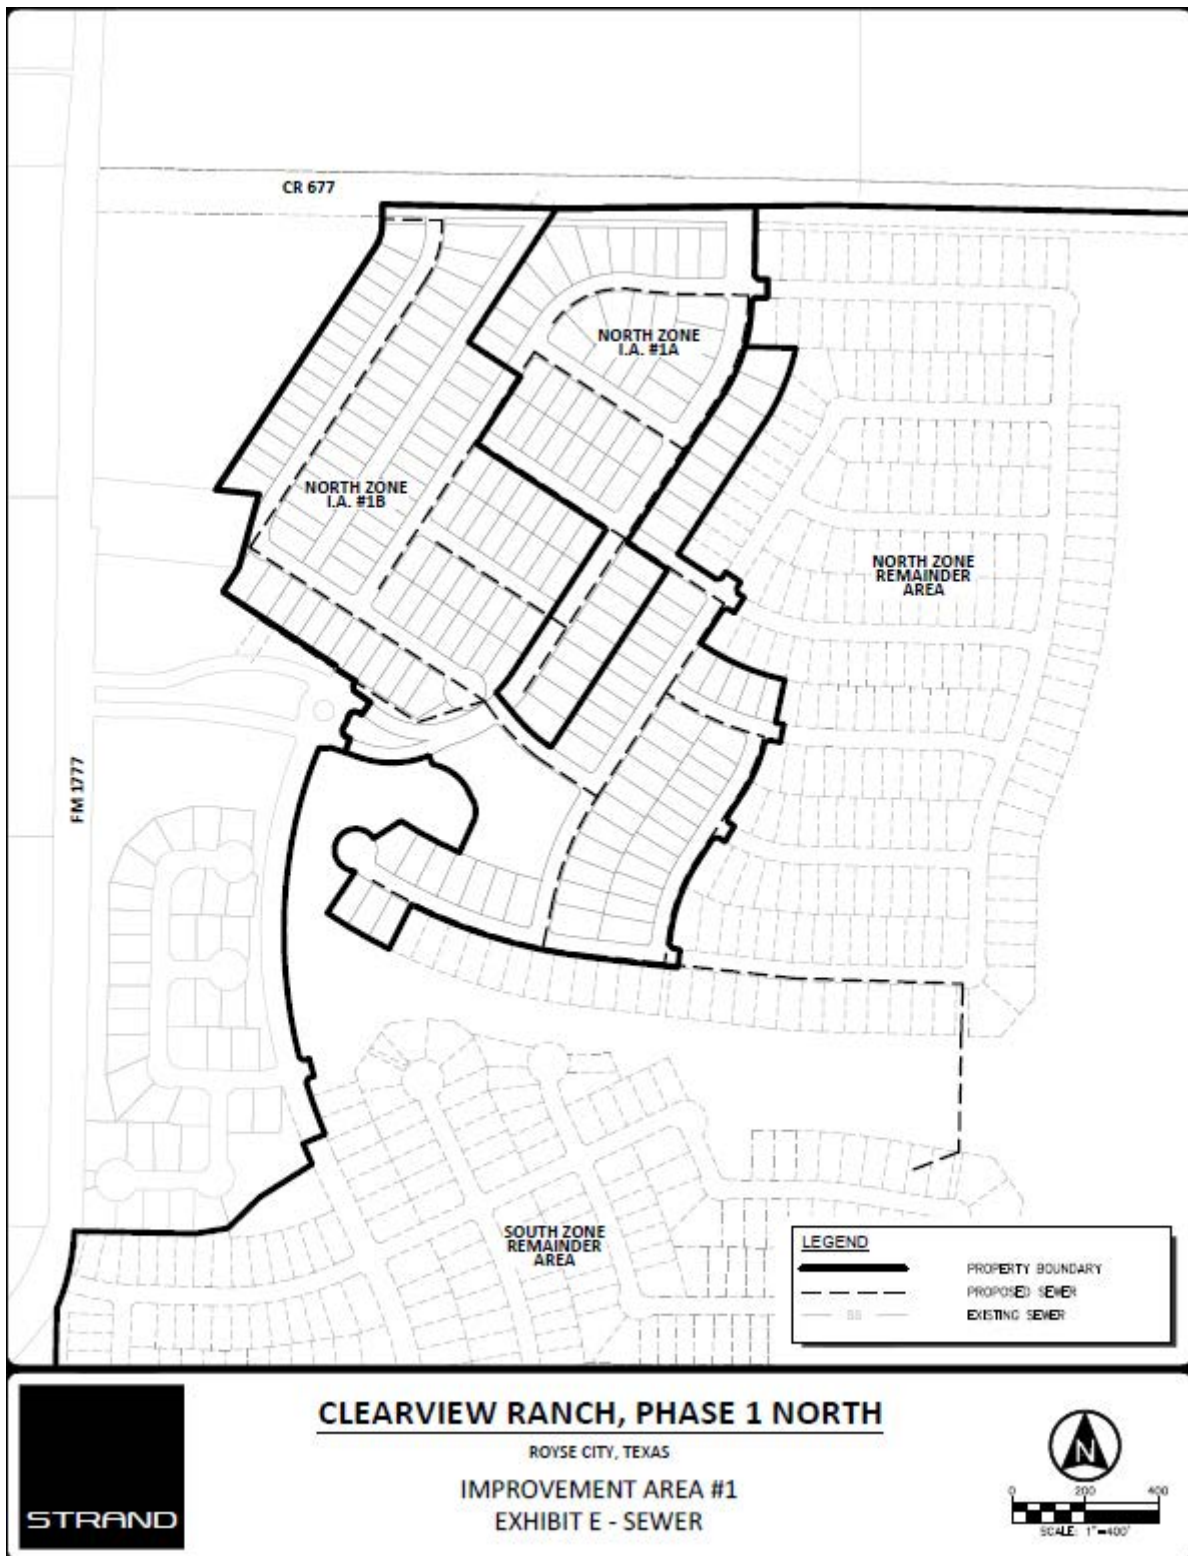 CR 677
NORTH ZONE
I.A. #1A
NORTH ZONE
I.A. #1B
NORTH ZONE
REMAINDER
AREA
FM 1777
SOUTH ZONE
REMAINDER
AREA
LEGEND
PROPERTY BOUNDARY
PROPOSED SEWER
SS
EXISTING SEWER
STRAND
CLEARVIEW RANCH, PHASE 1 NORTH
ROYSE CITY, TEXAS
IMPROVEMENT AREA #1
EXHIBIT E - SEWER
N
0 200 400
SCALE: 1"=400'